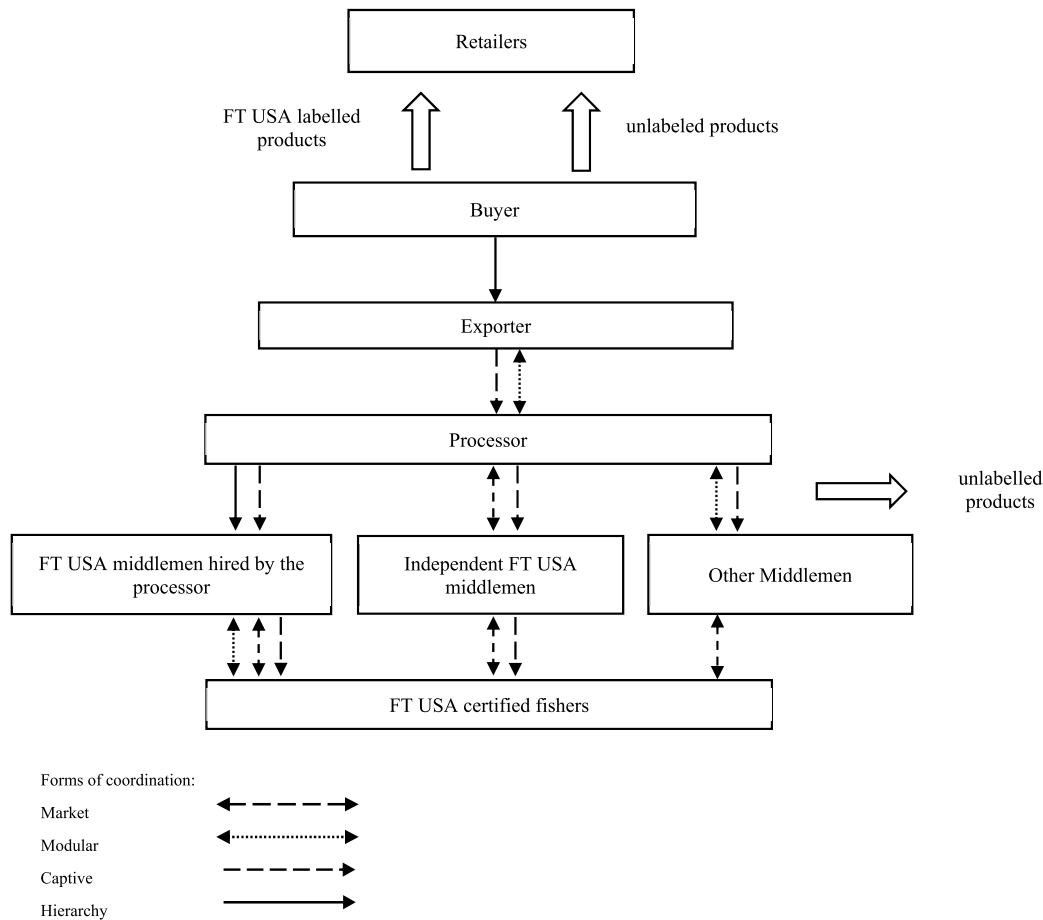 Retailers
FT USA labelled
products
unlabeled products
Buyer
Exporter
Processor
unlabelled
products
FT USA middlemen hired by the
processor
Independent FT USA
middlemen
Other Middlemen
FT USA certified fishers
Forms of coordination:
Market
Modular
Captive
Hierarchy